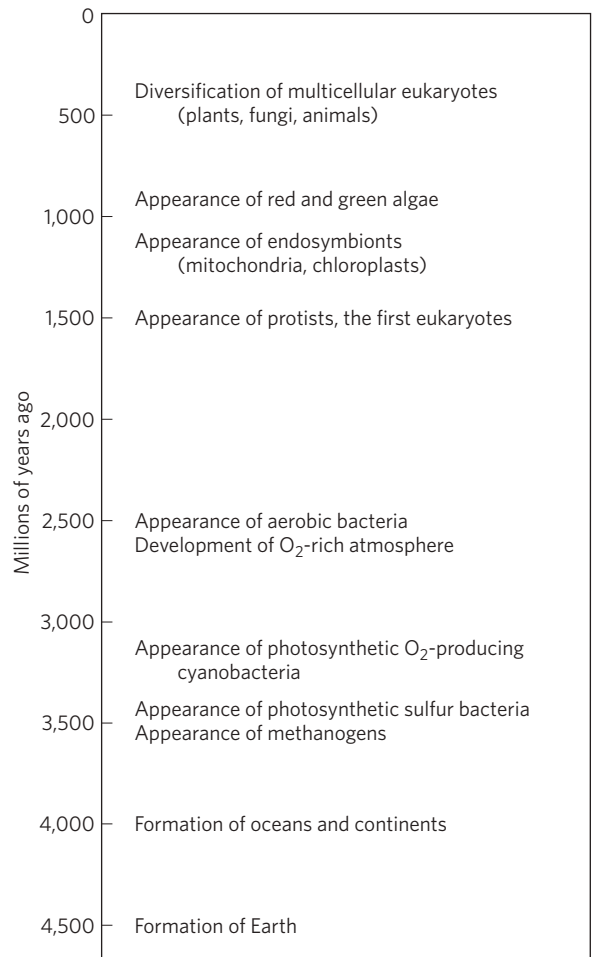 0
Diversification of multicellular eukaryotes
(plants, fungi, animals)
500
Appearance of red and green algae
1,000
Appearance of endosymbionts
(mitochondria, chloroplasts)
1,500
Appearance of protists, the first eukaryotes
2,000
Millions of years ago
2,500
Appearance of aerobic bacteria
Development of O₂-rich atmosphere
3,000
Appearance of photosynthetic O₂-producing
cyanobacteria
Appearance of photosynthetic sulfur bacteria
3,500
Appearance of methanogens
4,000
Formation of oceans and continents
4,500
Formation of Earth